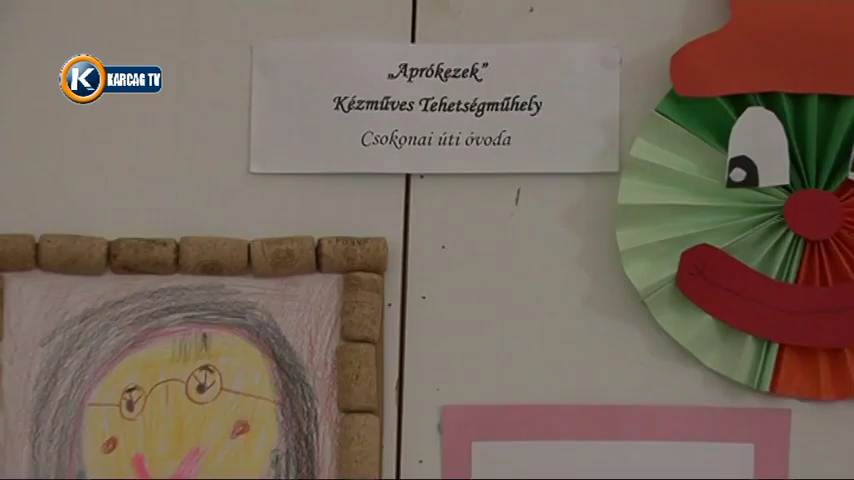 K KARCAG TV
„Aprókezek”
Kézműves Tehetségműhely
Csokonai úti óvoda